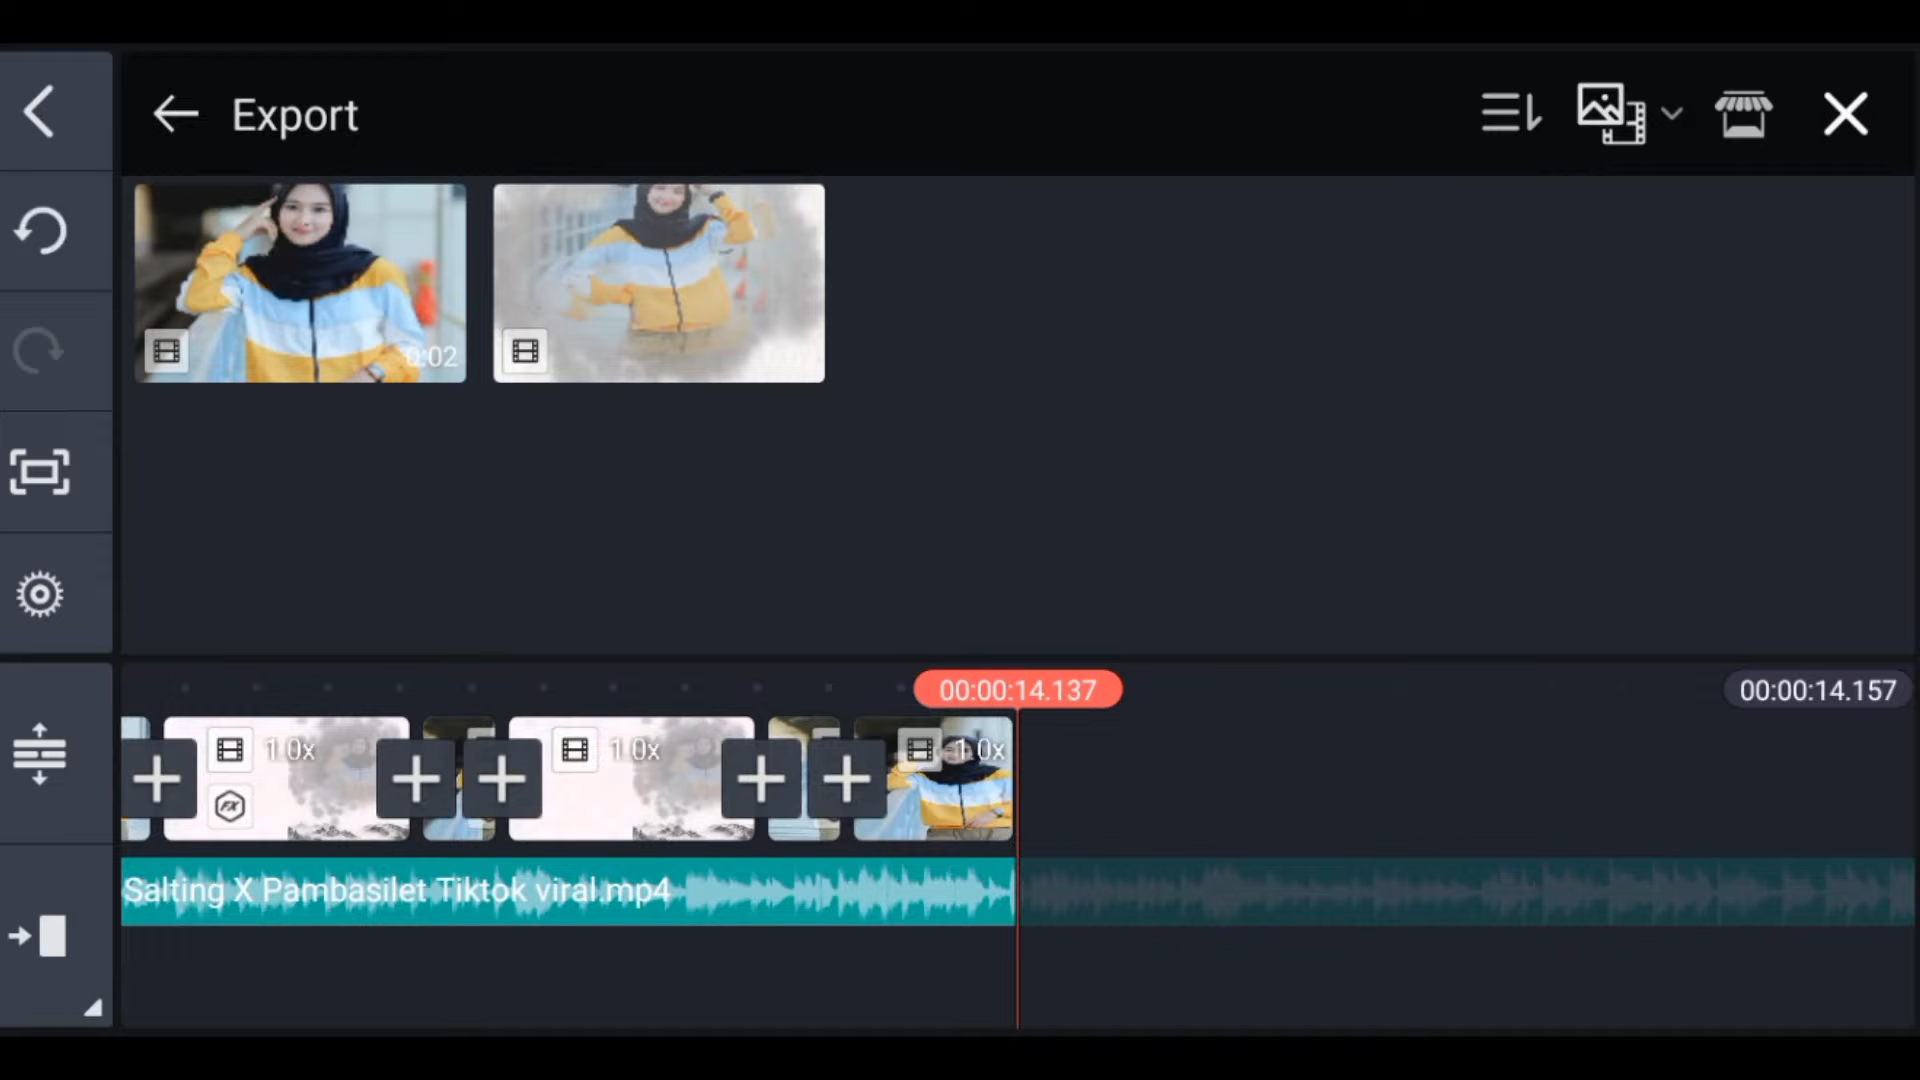 Export
0:02
00:00:14.137
00:00:14.157
1.0x
1.0x
1.0x
FX
Salting X Pambasilet Tiktok viral.mp4